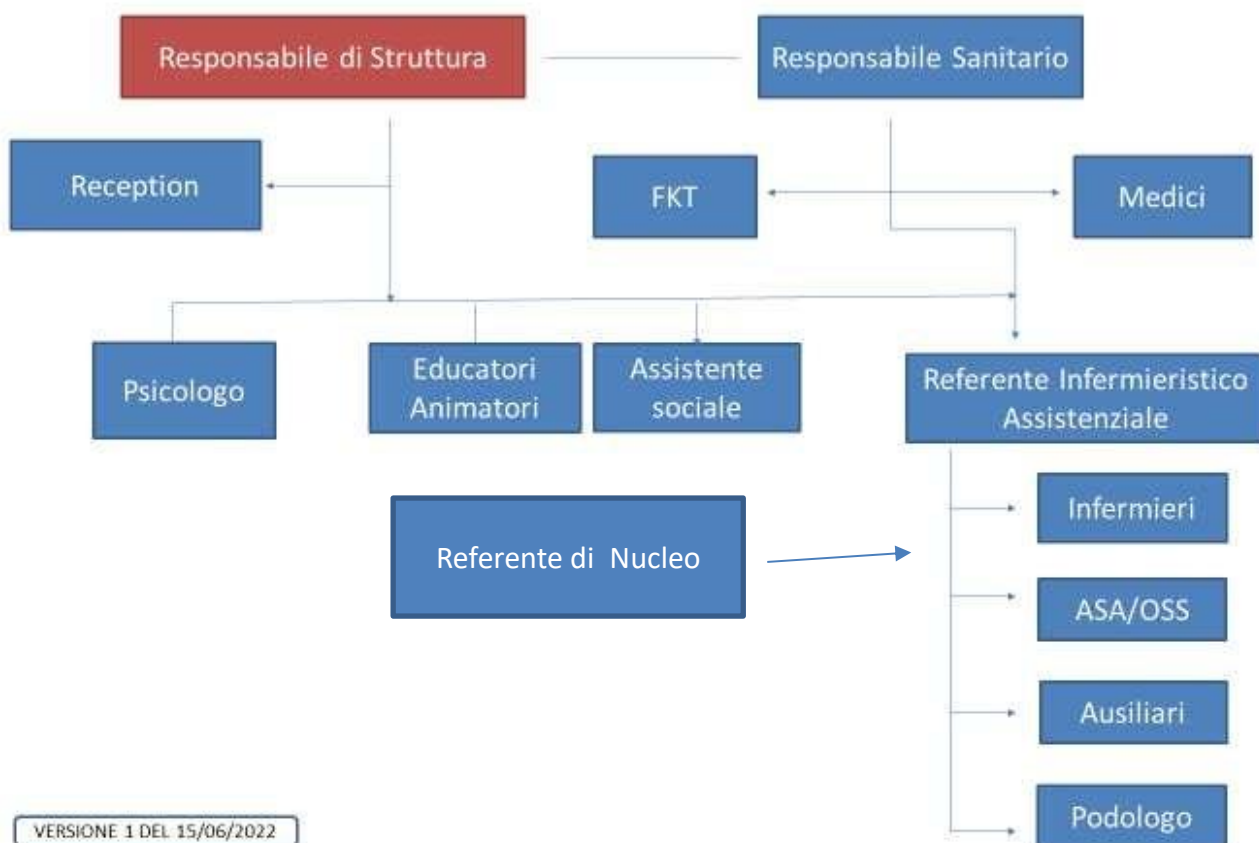 Responsabile di Struttura
Responsabile Sanitario
Reception
FKT
Medici
Psicologo
Educatori
Animatori
Assistente
sociale
Referente Infermieristico
Assistenziale
Referente di Nucleo
Infermieri
ASA/OSS
Ausiliari
Podologo
VERSIONE 1 DEL 15/06/2022